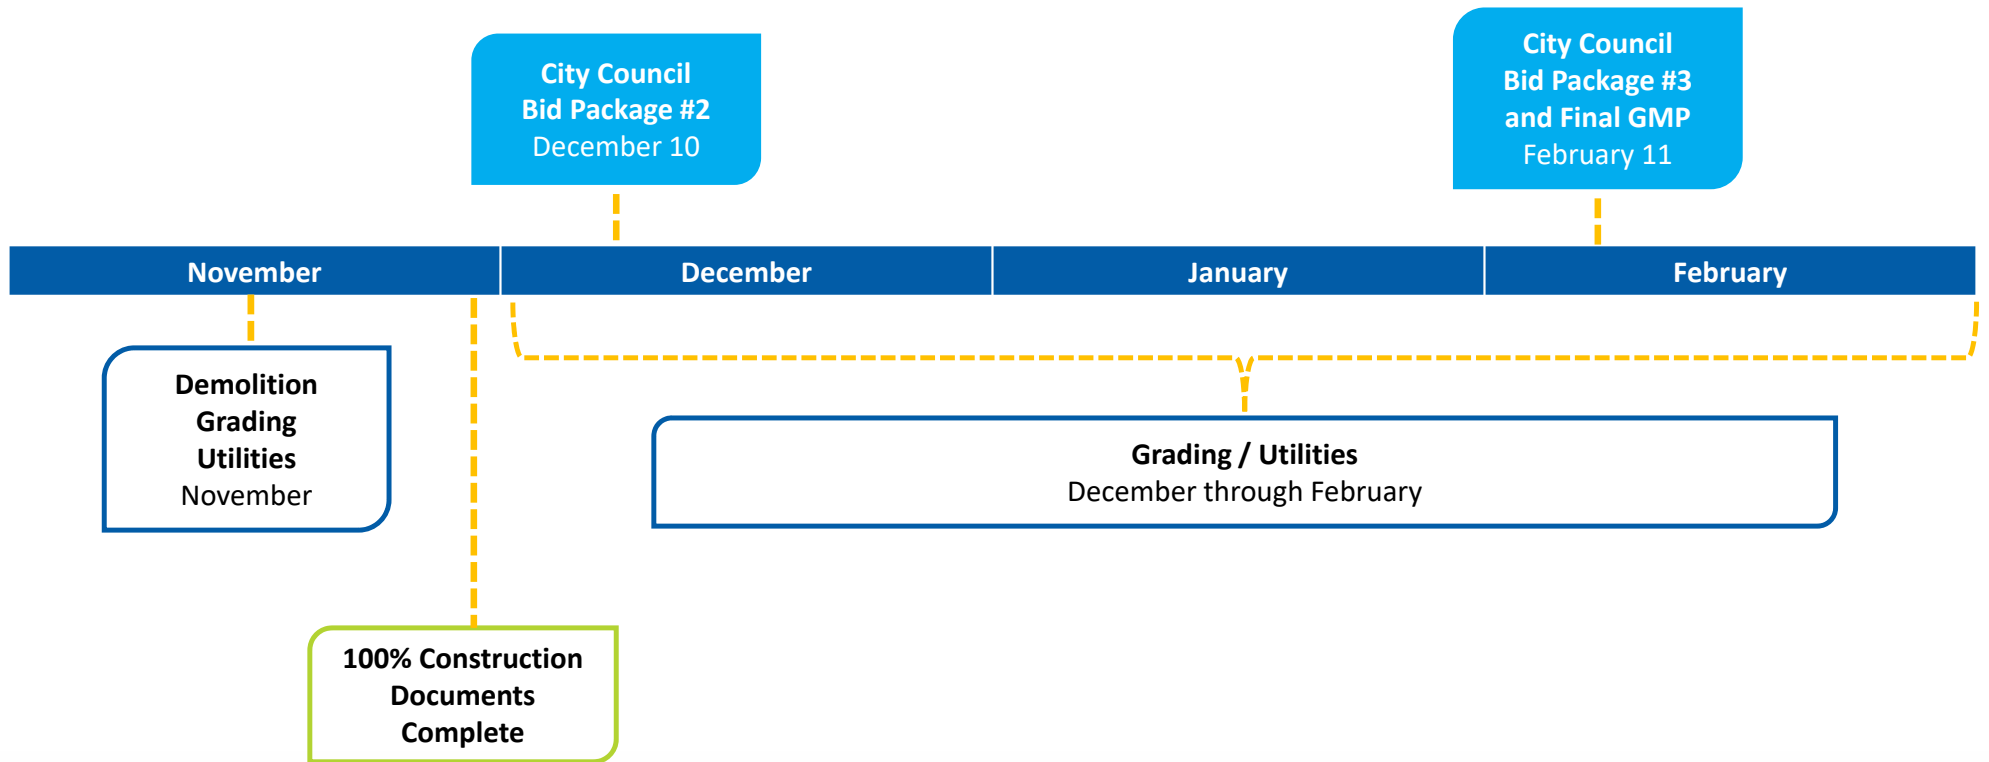 City Council
Bid Package #2
December 10
City Council
Bid Package #3
and Final GMP
February 11
November
December
January
February
Demolition
Grading
Utilities
November
Grading / Utilities
December through February
100% Construction
Documents
Complete